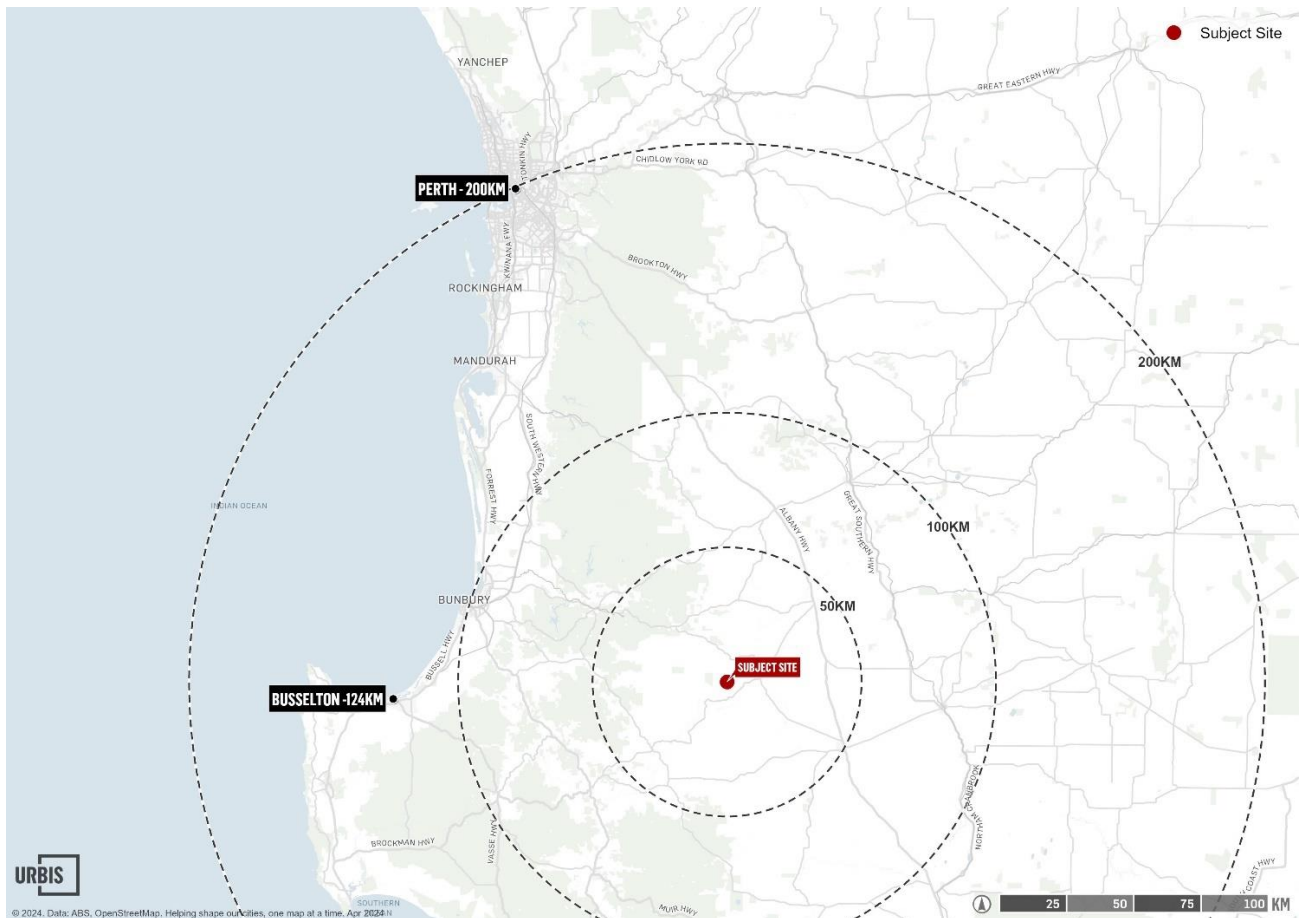 Subject Site
YANCHEP
GREAT EASTERN HWY
TONKIN HWY
CHIDLOW YORK RD
PERTH - 200KM
KWINANA FWY
BROOKTON HWY
ROCKINGHAM
MANDURAH
200KM
SOUTH WESTERN HWY
FORREST HWY
INDIAN OCEAN
ALBANY HWY
GREAT SOUTHERN HWY
100KM
BUNBURY
50KM
BUSSELL HWY
SUBJECT SITE
BUSSELTON -124KM
NORTHAM CRANBROOK
BROCKMAN HWY
VASSE HWY
COAST HWY
URBIS
SOUTHERN
MUIR HWY
25 50 75 100 KM
© 2024. Data: ABS, OpenStreetMap. Helping shape our cities, one map at a time. Apr 2024